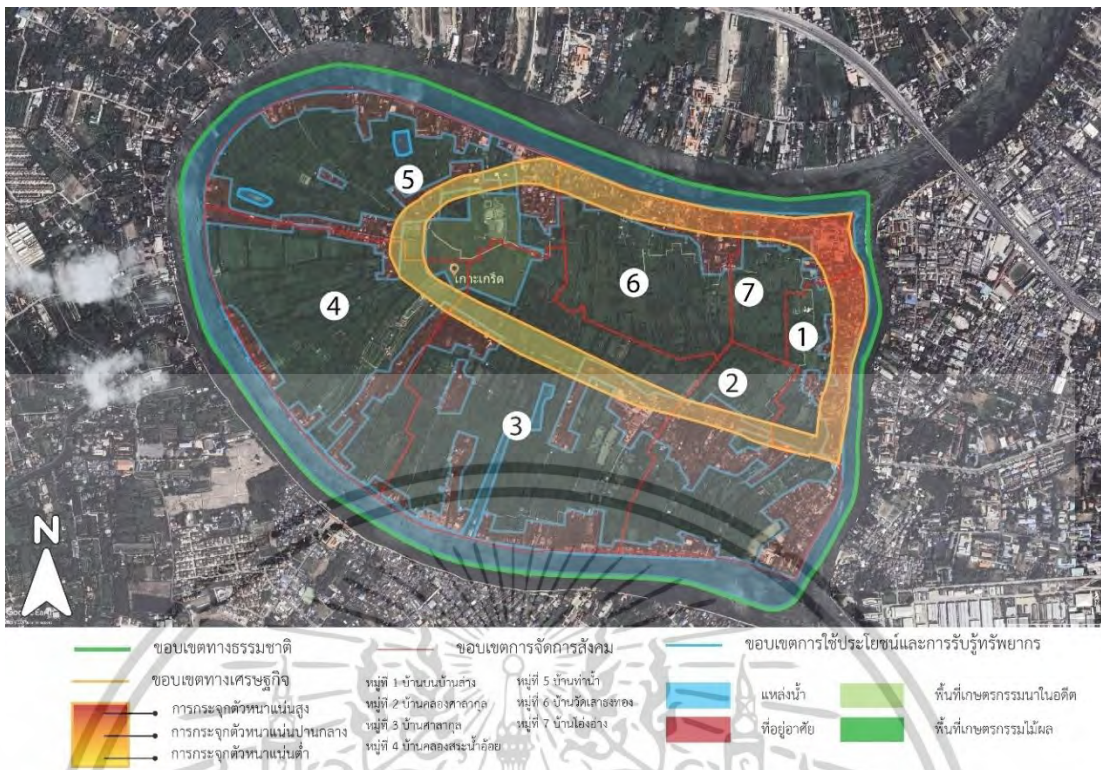 5
เกาะเกร็ด
6
7
4
1
2
3
N
ขอบเขตทางธรรมชาติ
ขอบเขตการจัดการสังคม
ขอบเขตการใช้ประโยชน์และการรับรู้ทรัพยากร
ขอบเขตทางเศรษฐกิจ
การกระจุกตัวหนาแน่นสูง
การกระจุกตัวหนาแน่นปานกลาง
การกระจุกตัวหนาแน่นต่ำ
หมู่ที่ 1 บ้านบนบ้านล่าง
หมู่ที่ 2 บ้านคลองศาลากุล
หมู่ที่ 3 บ้านศาลากุล
หมู่ที่ 4 บ้านคลองสระน้ำอ้อย
หมู่ที่ 5 บ้านท่าน้ำ
หมู่ที่ 6 บ้านวัดเสาธงทอง
หมู่ที่ 7 บ้านโอ่งอ่าง
แหล่งน้ำ
พื้นที่เกษตรกรรมนาในอดีต
ที่อยู่อาศัย
พื้นที่เกษตรกรรมไม้ผล